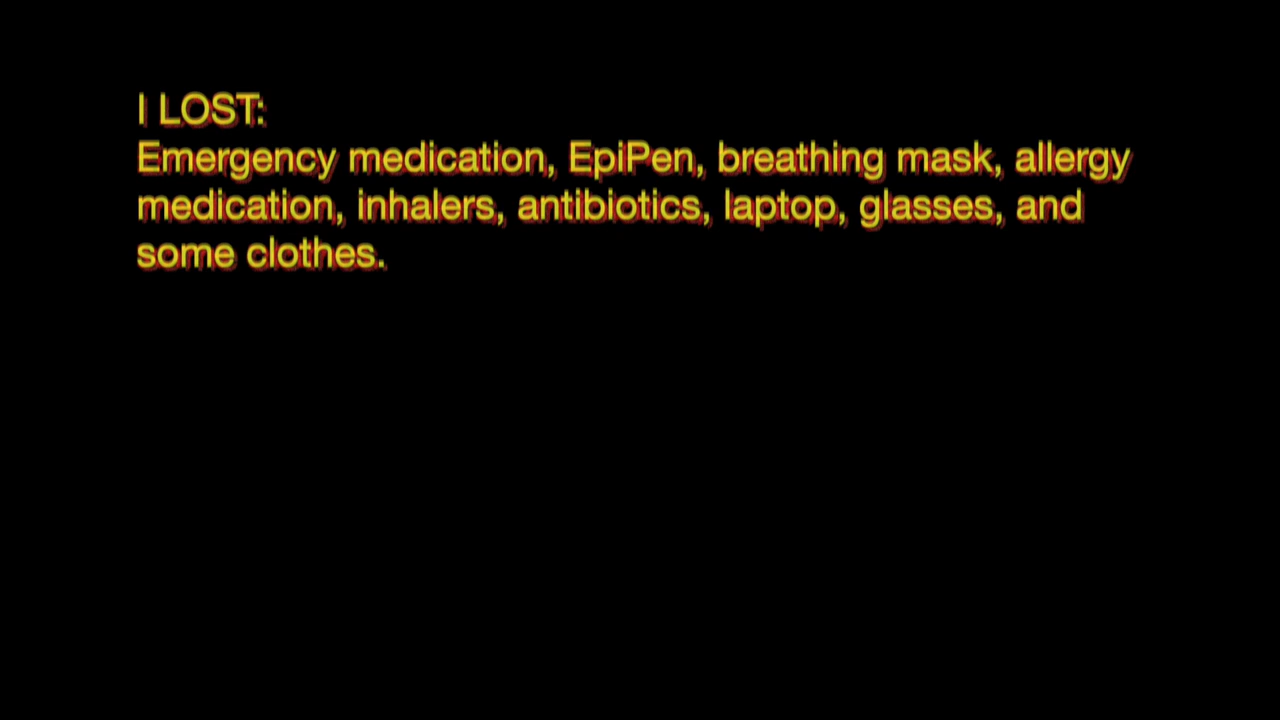 I LOST:
Emergency medication, EpiPen, breathing mask, allergy
medication, inhalers, antibiotics, laptop, glasses, and
some clothes.